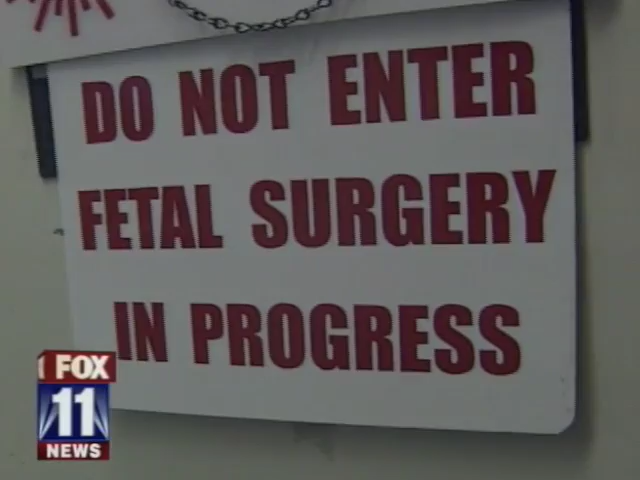 DO NOT ENTER
FETAL SURGERY
IN PROGRESS
FOX
11
NEWS